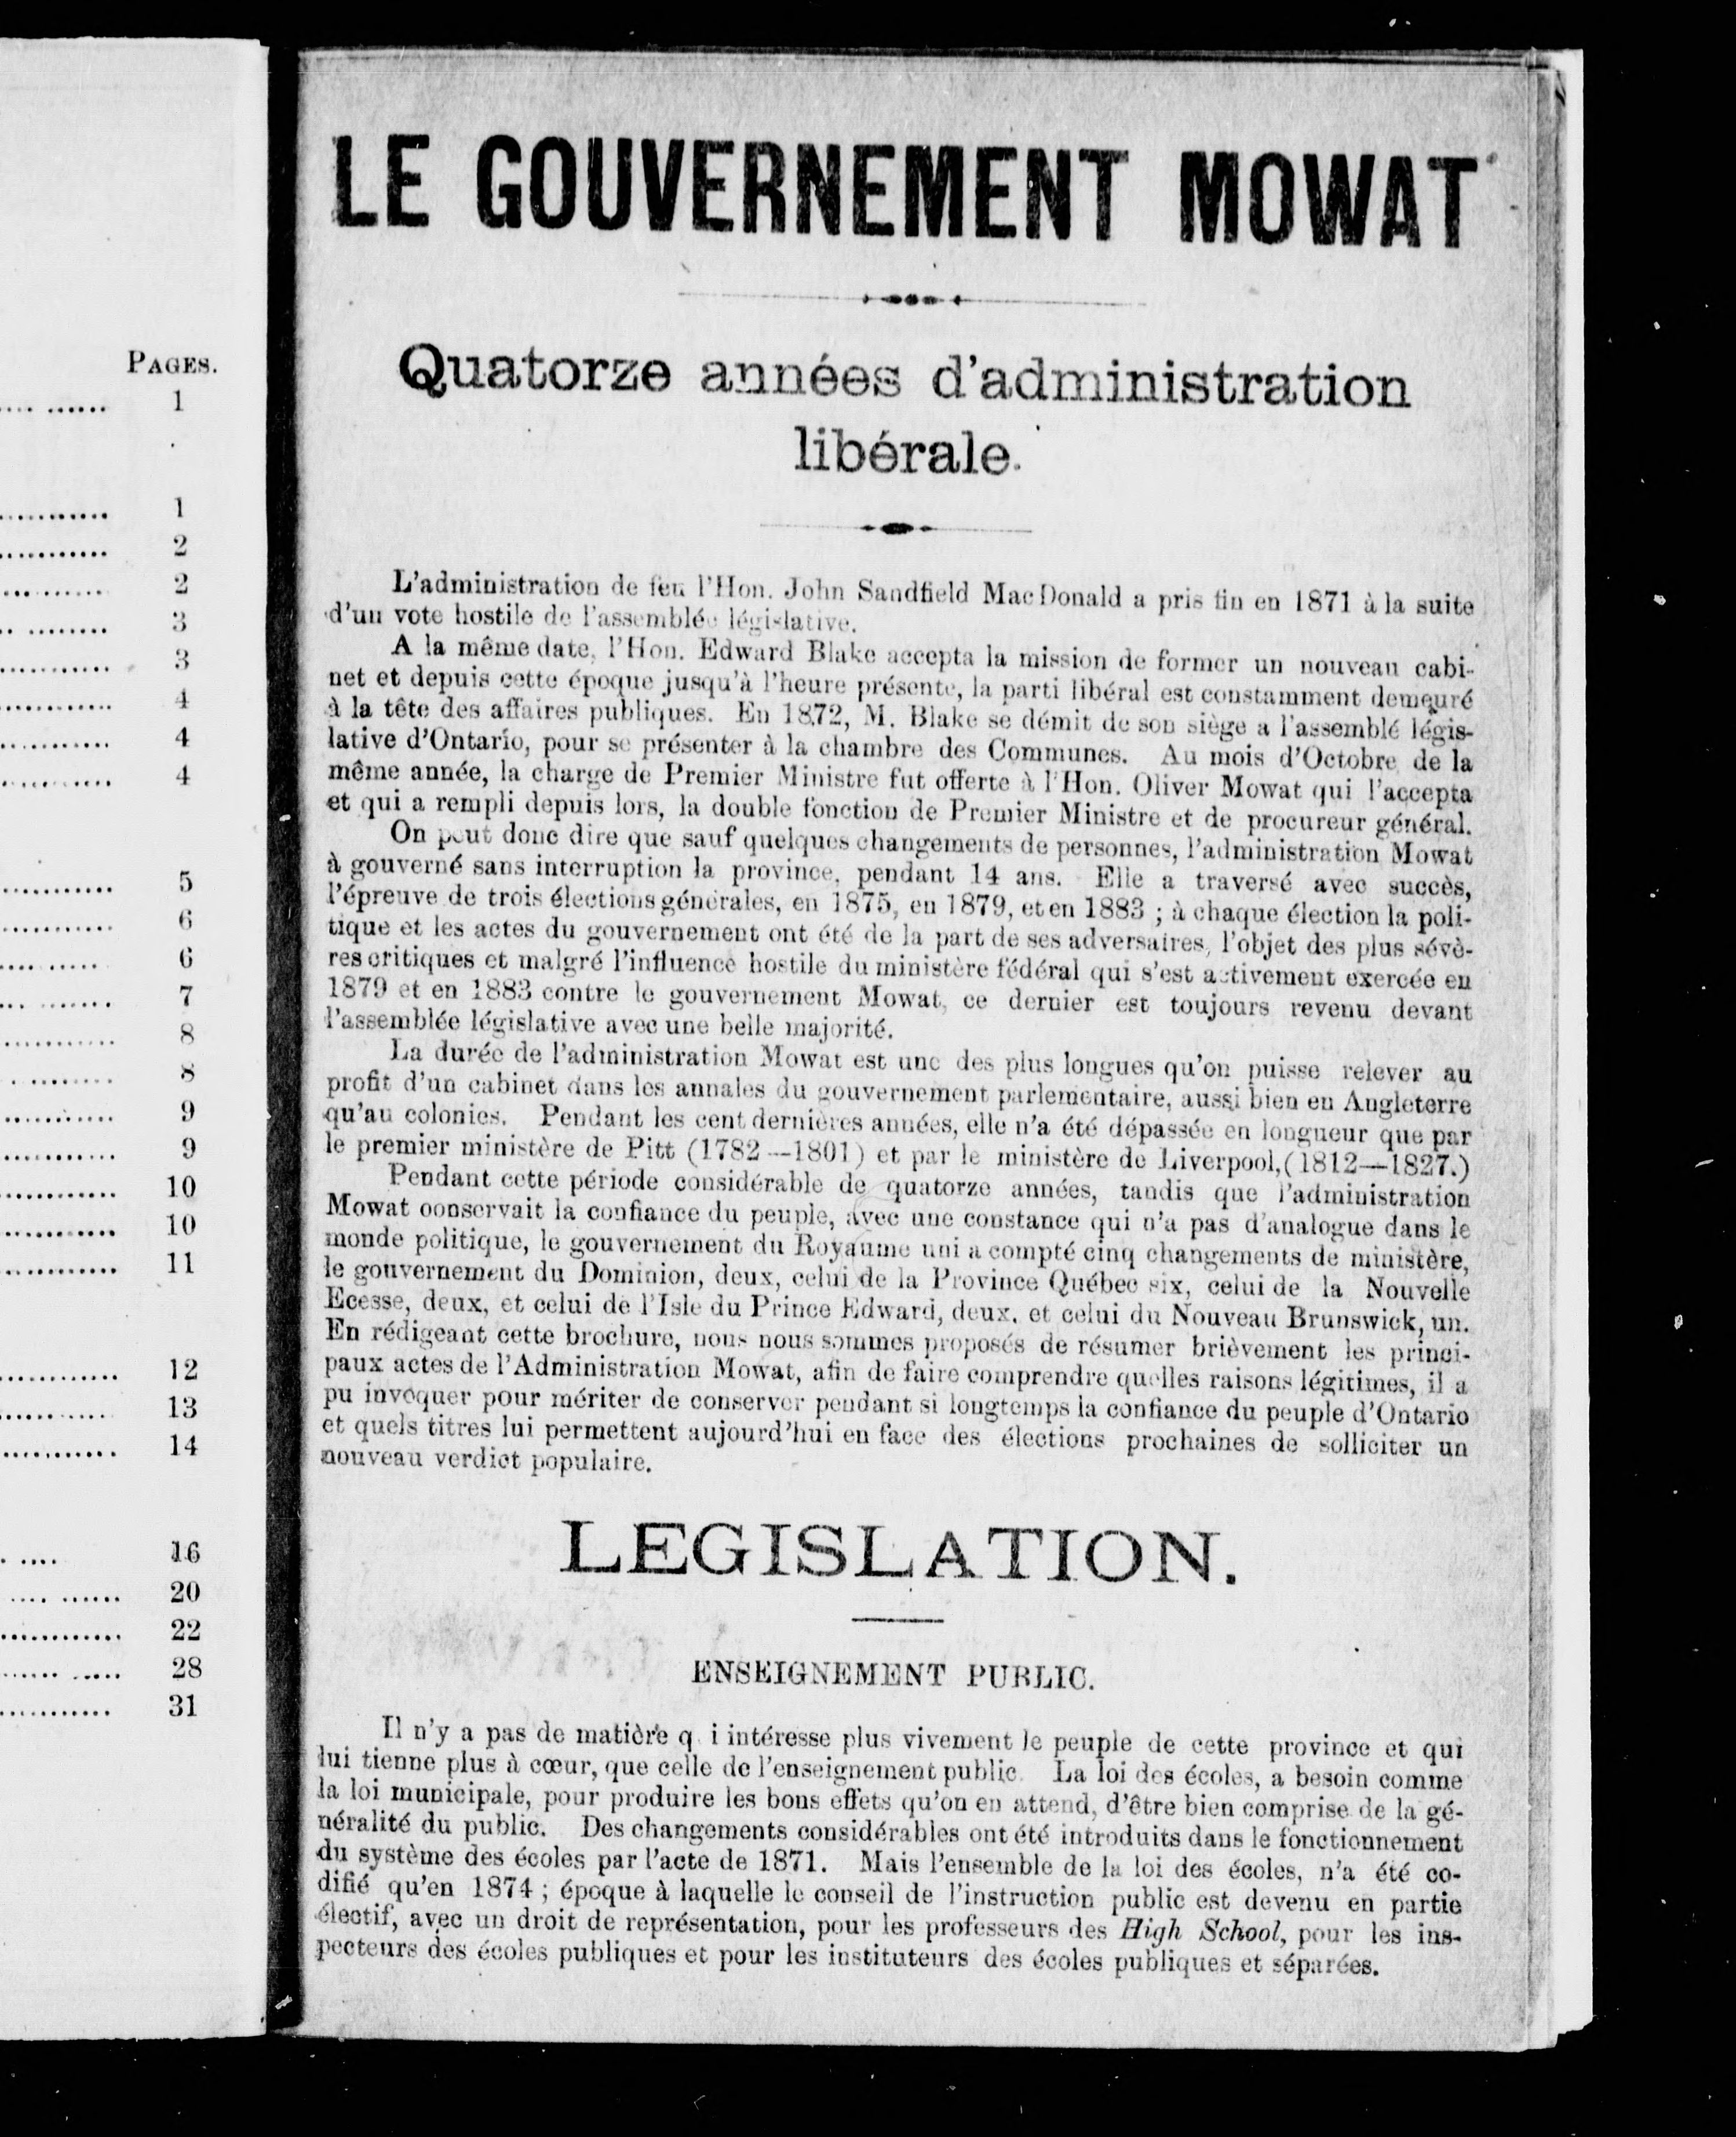 PAGES.
.... ...... 1
........... 1
........... 2
........... 2
.. ........ 3
........... 3
........... 4
........... 4
........... 4
........... 5
........... 6
.... ...... 6
... ....... 7
........... 8
. ......... 8
........... 9
........... 9
........... 10
........... 10
........... 11
........... 12
........... 13
........... 14
. .... 16
.... ...... 20
........... 22
...... ..... 28
........... 31
LE GOUVERNEMENT MOWAT
Quatorze années d'administration
libérale.
L'administration de feu l'Hon. John Sandfield MacDonald a pris fin en 1871 à la suite
d'un vote hostile de l'assemblée législative.
A la même date, l'Hon. Edward Blake accepta la mission de former un nouveau cabi-
net et depuis cette époque jusqu'à l'heure présente, la parti libéral est constamment demeuré
à la tête des affaires publiques. En 1872, M. Blake se démit de son siège a l'assemblé légis-
lative d'Ontario, pour se présenter à la chambre des Communes. Au mois d'Octobre de la
même année, la charge de Premier Ministre fut offerte à l'Hon. Oliver Mowat qui l'accepta
et qui a rempli depuis lors, la double fonction de Premier Ministre et de procureur général.
On peut donc dire que sauf quelques changements de personnes, l'administration Mowat
à gouverné sans interruption la province, pendant 14 ans. Elle a traversé avec succès,
l'épreuve de trois élections générales, en 1875, en 1879, et en 1883 ; à chaque élection la poli-
tique et les actes du gouvernement ont été de la part de ses adversaires, l'objet des plus sévè-
res critiques et malgré l'influence hostile du ministère fédéral qui s'est activement exercée en
1879 et en 1883 contre le gouvernement Mowat, ce dernier est toujours revenu devant
l'assemblée législative avec une belle majorité.
La durée de l'administration Mowat est une des plus longues qu'on puisse relever au
profit d'un cabinet dans les annales du gouvernement parlementaire, aussi bien en Angleterre
qu'au colonies. Pendant les cent dernières années, elle n'a été dépassée en longueur que par
le premier ministère de Pitt (1782—1801) et par le ministère de Liverpool, (1812—1827.)
Pendant cette période considérable de quatorze années, tandis que l'administration
Mowat oonservait la confiance du peuple, avec une constance qui n'a pas d'analogue dans le
monde politique, le gouvernement du Royaume uni a compté cinq changements de ministère,
le gouvernement du Dominion, deux, celui de la Province Québec six, celui de la Nouvelle
Ecesse, deux, et celui de l'Isle du Prince Edward, deux, et celui du Nouveau Brunswick, un.
En rédigeant cette brochure, nous nous sommes proposés de résumer brièvement les princi-
paux actes de l'Administration Mowat, afin de faire comprendre quelles raisons légitimes, il a
pu invoquer pour mériter de conserver pendant si longtemps la confiance du peuple d'Ontario
et quels titres lui permettent aujourd'hui en face des élections prochaines de solliciter un
nouveau verdict populaire.
LEGISLATION.
ENSEIGNEMENT PUBLIC.
Il n'y a pas de matière q i intéresse plus vivement le peuple de cette province et qui
lui tienne plus à cœur, que celle de l'enseignement public. La loi des écoles, a besoin comme
la loi municipale, pour produire les bons effets qu'on en attend, d'être bien comprise de la gé-
néralité du public. Des changements considérables ont été introduits dans le fonctionnement
du système des écoles par l'acte de 1871. Mais l'ensemble de la loi des écoles, n'a été co-
difié qu'en 1874 ; époque à laquelle le conseil de l'instruction public est devenu en partie
électif, avec un droit de représentation, pour les professeurs des High School, pour les ins-
pecteurs des écoles publiques et pour les instituteurs des écoles publiques et séparées.